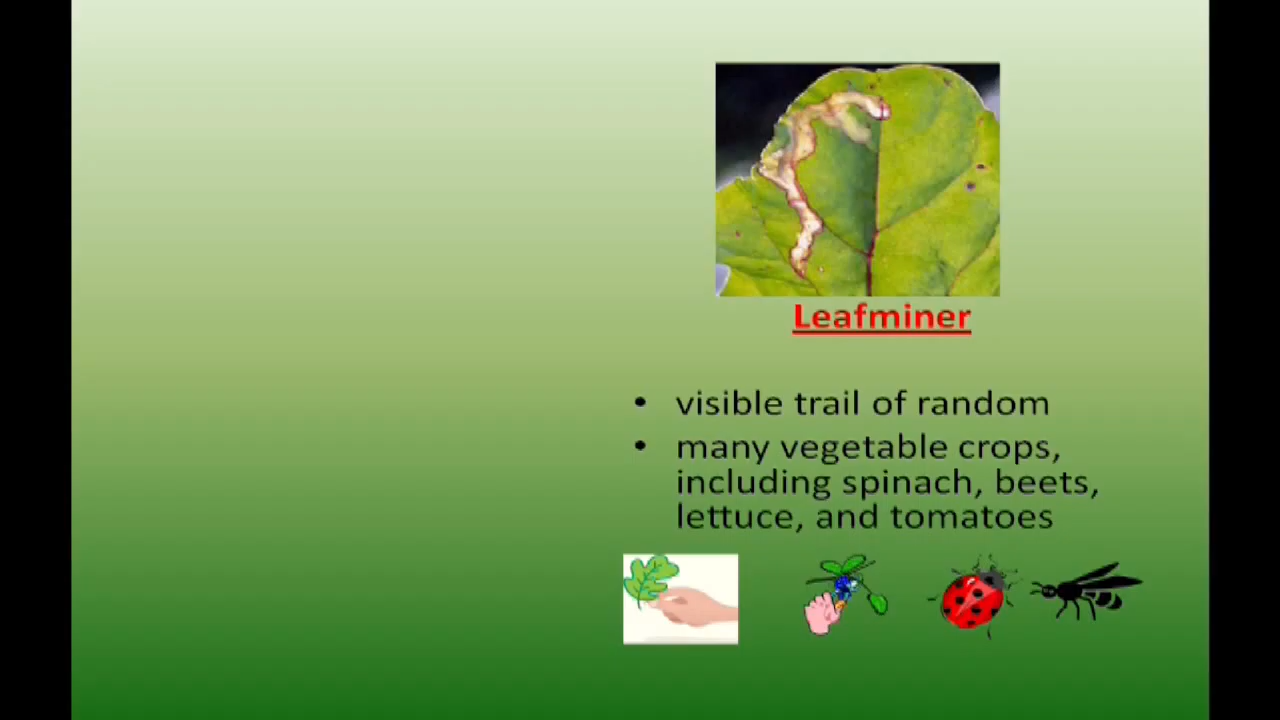 Leafminer
• visible trail of random
• many vegetable crops,
including spinach, beets,
lettuce, and tomatoes